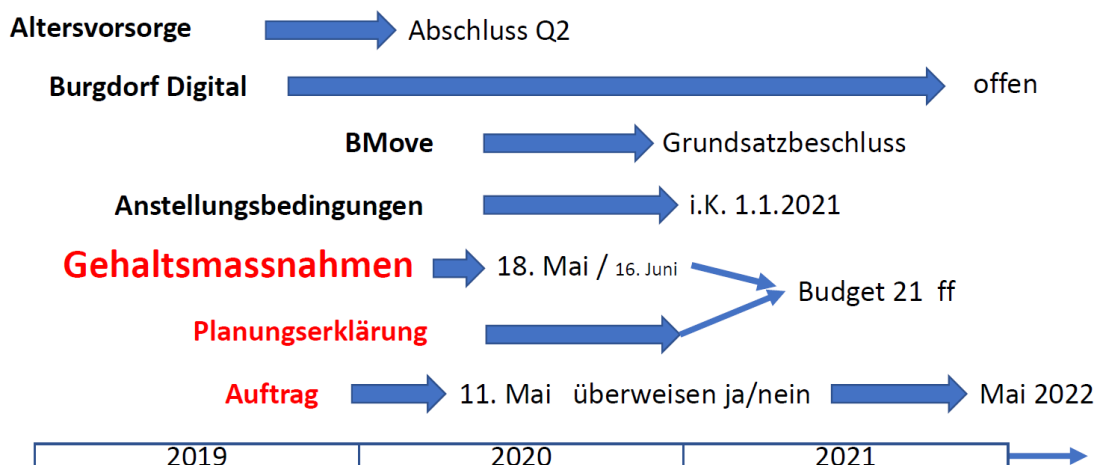 Altersvorsorge Abschluss Q2
Burgdorf Digital offen
BMove Grundsatzbeschluss
Anstellungsbedingungen i.K. 1.1.2021
Gehaltsmassnahmen 18. Mai / 16. Juni
Budget 21 ff
Planungserklärung
Auftrag 11. Mai überweisen ja/nein Mai 2022
2019 2020 2021